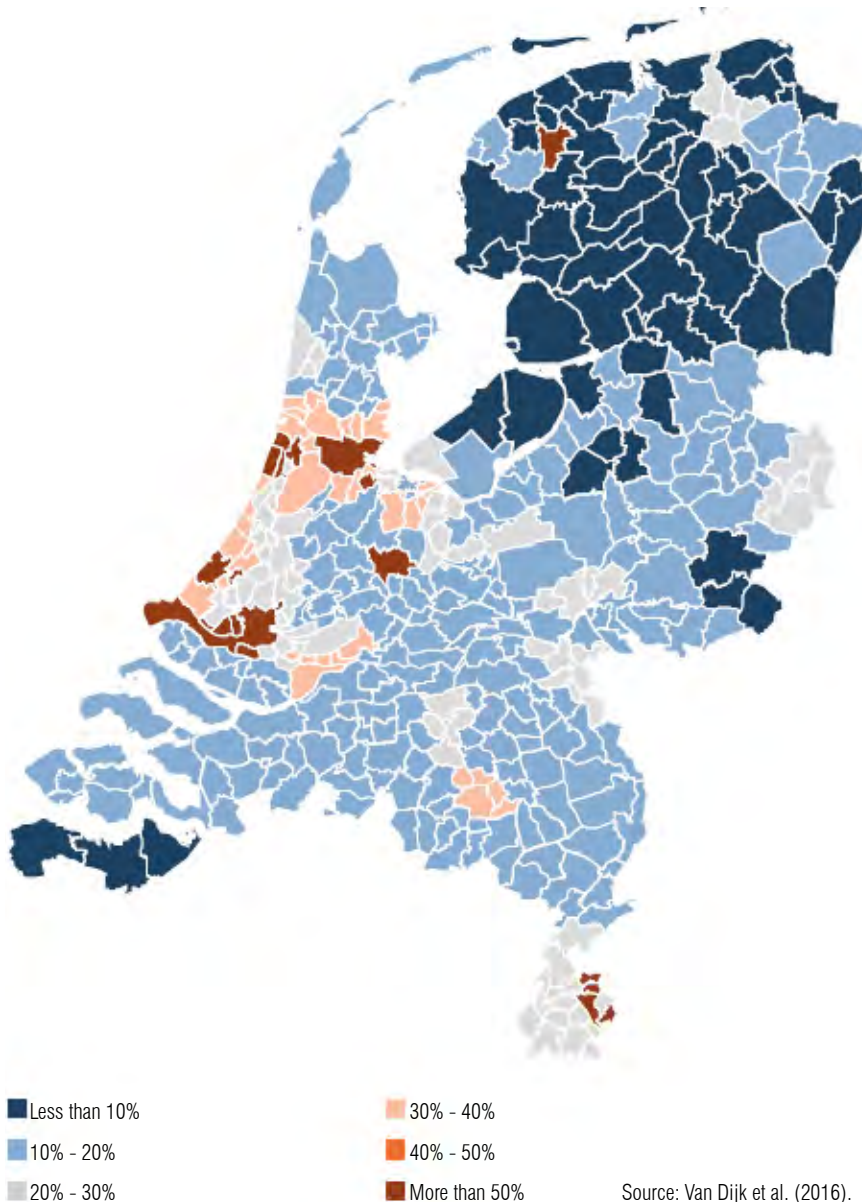 Less than 10%
30% - 40%
10% - 20%
40% - 50%
20% - 30%
More than 50%
Source: Van Dijk et al. (2016).